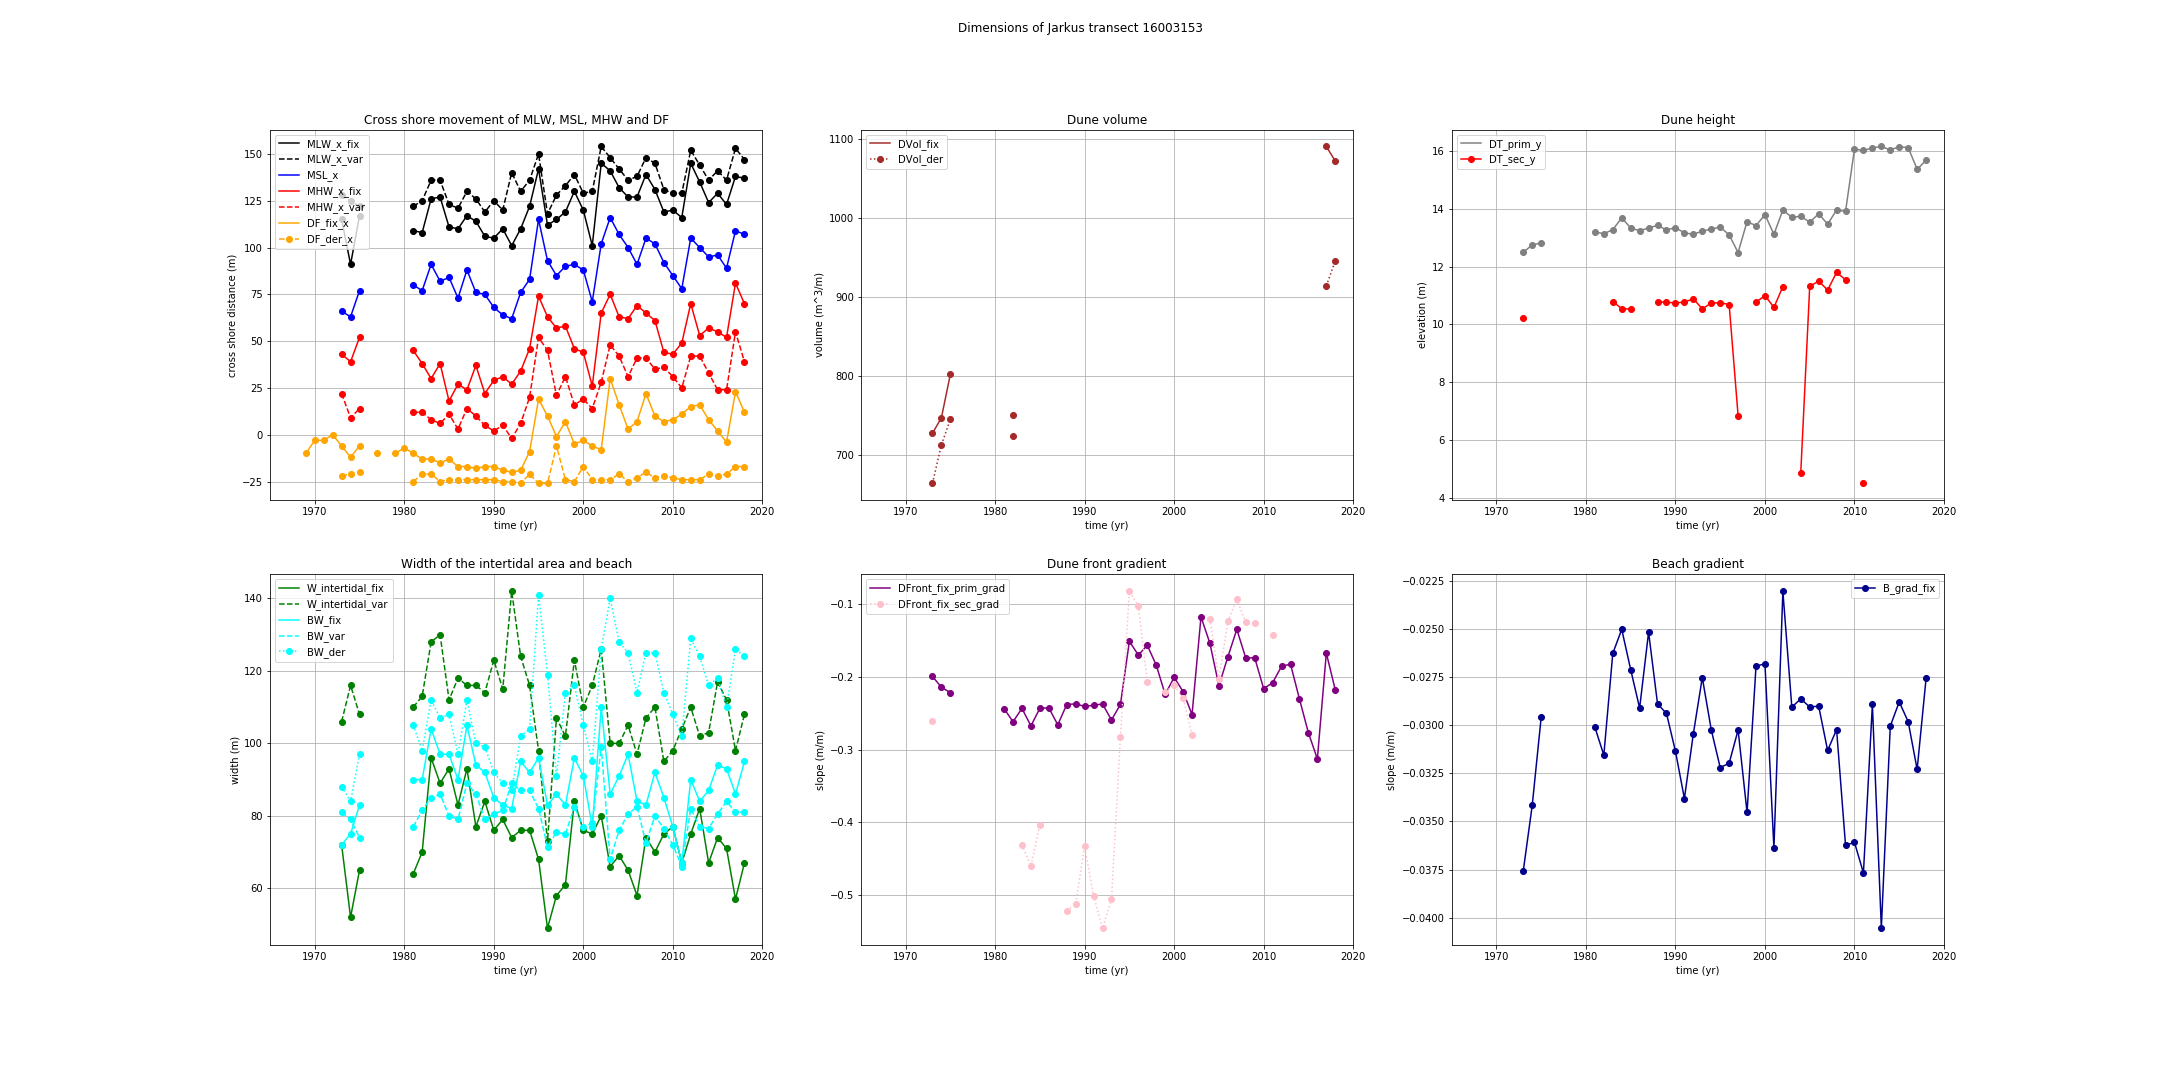 Dimensions of Jarkus transect 16003153
Cross shore movement of MLW, MSL, MHW and DF
MLW_x_fix
MLW_x_var
MSL_x
MHW_x_fix
MHW_x_var
DF_fix_x
DF_der_x
cross shore distance (m)
150
125
100
75
50
25
0
−25
1970 1980 1990 2000 2010 2020
time (yr)
Dune volume
DVol_fix
DVol_der
volume (m^3/m)
1100
1000
900
800
700
1970 1980 1990 2000 2010 2020
time (yr)
Dune height
DT_prim_y
DT_sec_y
elevation (m)
16
14
12
10
8
6
4
1970 1980 1990 2000 2010 2020
time (yr)
Width of the intertidal area and beach
W_intertidal_fix
W_intertidal_var
BW_fix
BW_var
BW_der
width (m)
140
120
100
80
60
1970 1980 1990 2000 2010 2020
time (yr)
Dune front gradient
DFront_fix_prim_grad
DFront_fix_sec_grad
slope (m/m)
−0.1
−0.2
−0.3
−0.4
−0.5
1970 1980 1990 2000 2010 2020
time (yr)
Beach gradient
B_grad_fix
slope (m/m)
−0.0225
−0.0250
−0.0275
−0.0300
−0.0325
−0.0350
−0.0375
−0.0400
1970 1980 1990 2000 2010 2020
time (yr)